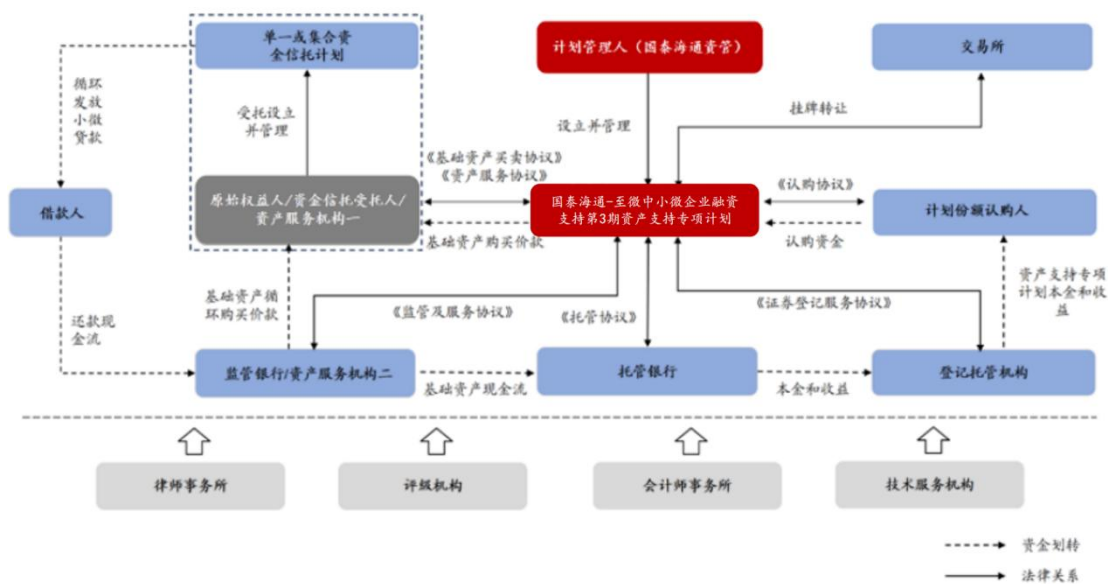 单一或集合资
金信托计划
计划管理人（国泰海通资管）
交易所
循环
发放
小微
贷款
受托设立
并管理
设立并管理
挂牌转让
《基础资产买卖协议》
《资产服务协议》
《认购协议》
借款人
原始权益人/资金信托受托人/
资产服务机构一
国泰海通-至微中小微企业融资
支持第3期资产支持专项计划
计划份额认购人
基础资产购买价款
认购资金
基础资产循
环购买价款
资产支持专项
计划本金和收
益
还款现
金流
《监管及服务协议》
《托管协议》
《证券登记服务协议》
监管银行/资产服务机构二
基础资产现金流
托管银行
本金和收益
登记托管机构
律师事务所
评级机构
会计师事务所
技术服务机构
资金划转
法律关系